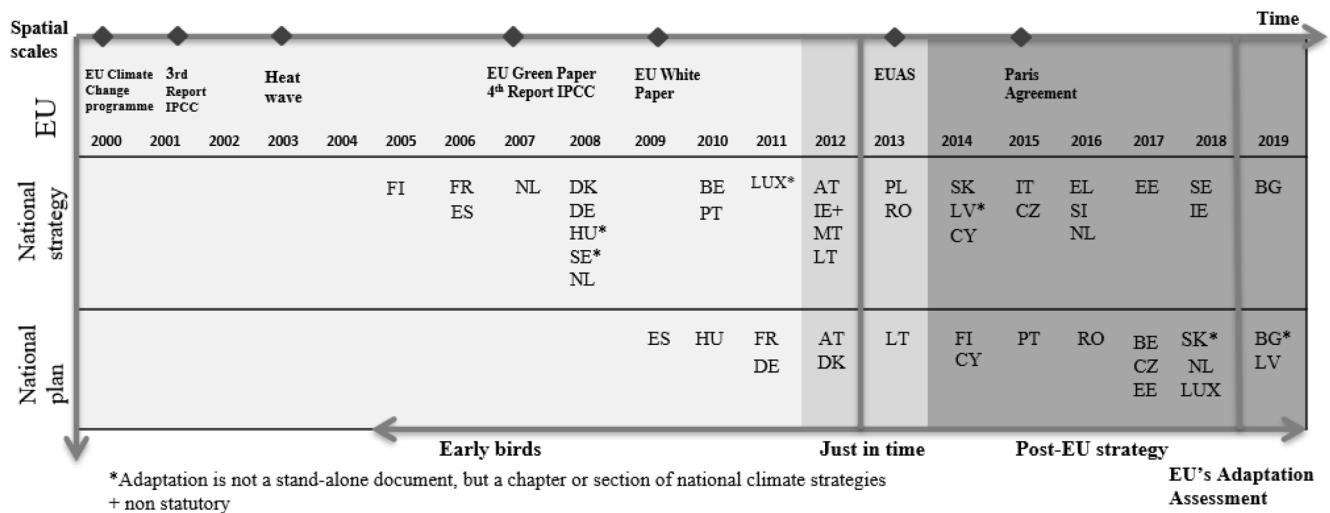 Spatial scales
Time
EU
EU Climate Change programme
3rd Report IPCC
Heat wave
EU Green Paper
4th Report IPCC
EU White Paper
EUAS
Paris Agreement
2000 2001 2002 2003 2004 2005 2006 2007 2008 2009 2010 2011 2012 2013 2014 2015 2016 2017 2018 2019
National strategy
FI FR NL DK BE LUX* AT PL SK IT EL EE SE BG
ES DE PT IE+ RO LV* CZ SI IE
HU* MT CY NL
SE* LT
NL
National plan
ES HU FR AT LT FI PT RO BE SK* BG*
DE DK CY CZ NL LV
EE LUX
Early birds
Just in time
Post-EU strategy
EU's Adaptation Assessment
*Adaptation is not a stand-alone document, but a chapter or section of national climate strategies
+ non statutory